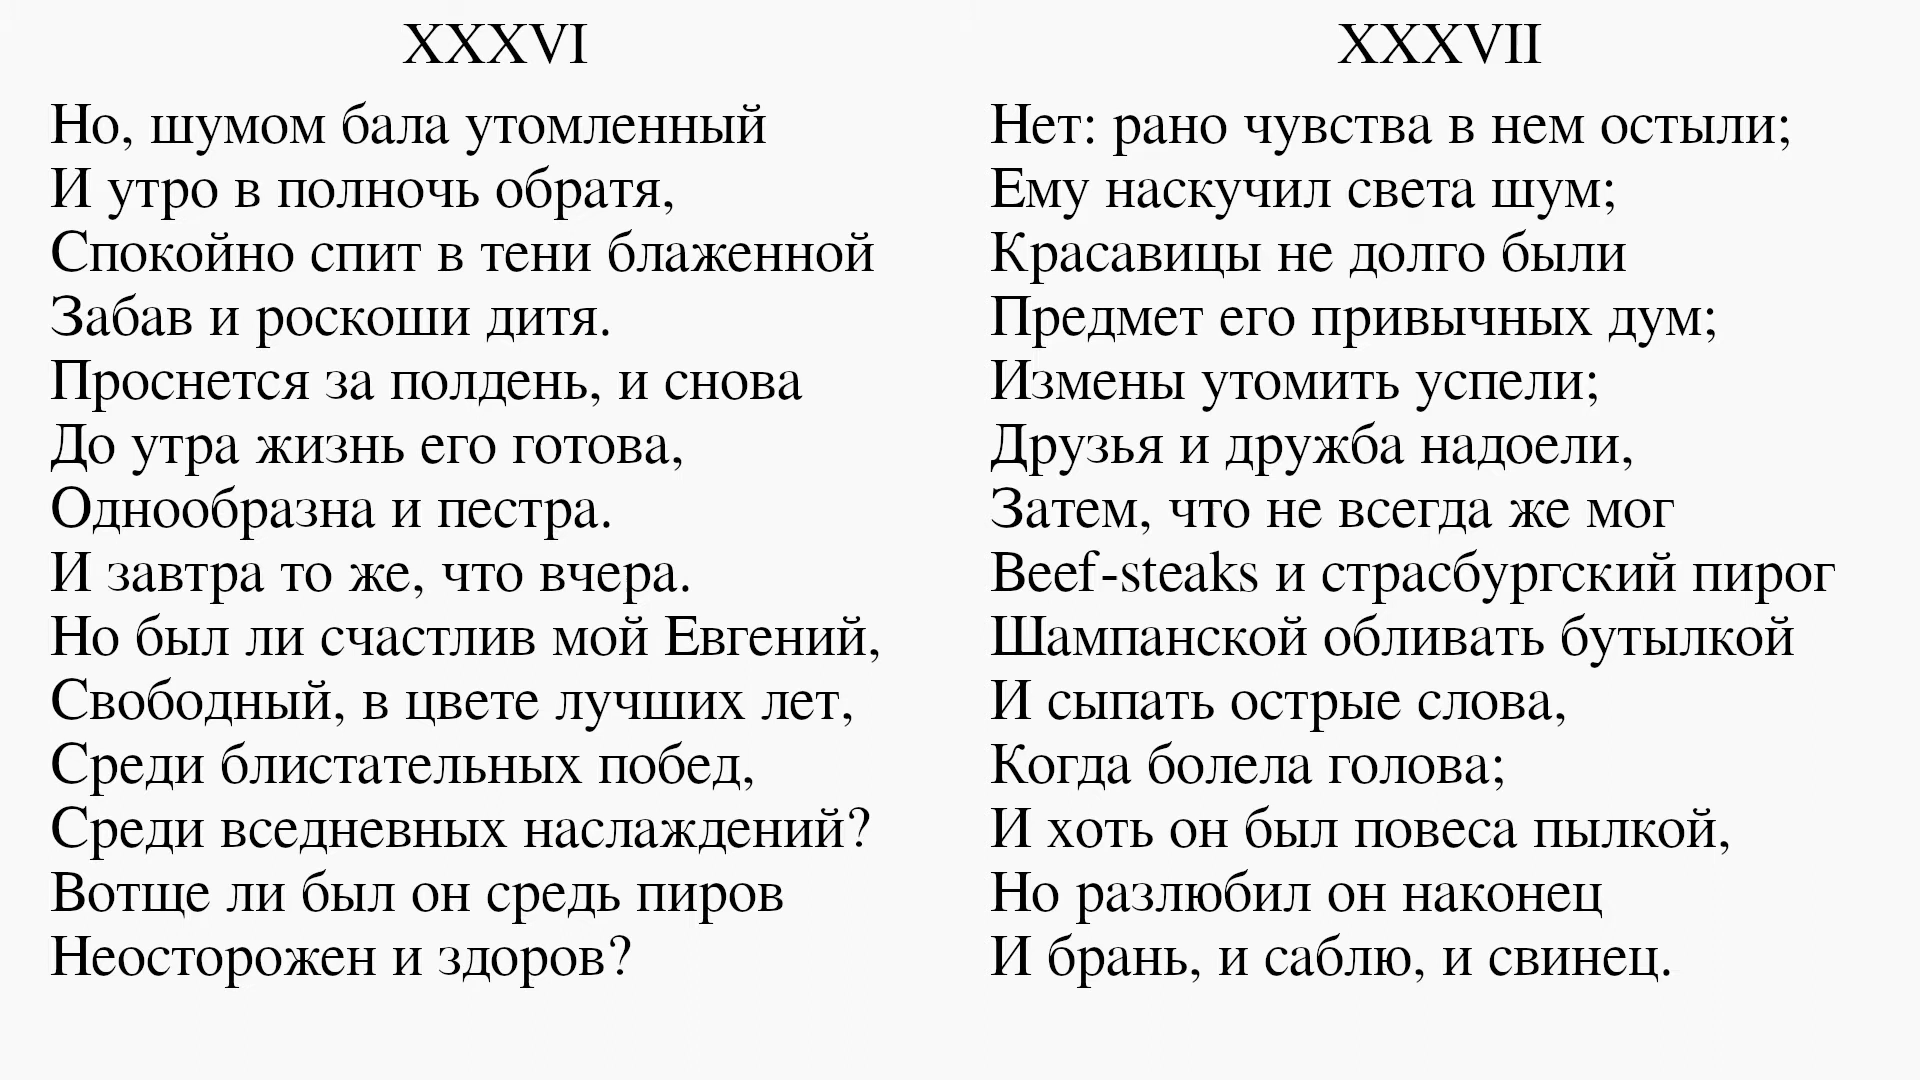 XXXVI
Но, шумом бала утомленный
И утро в полночь обратя,
Спокойно спит в тени блаженной
Забав и роскоши дитя.
Проснется за полдень, и снова
До утра жизнь его готова,
Однообразна и пестра.
И завтра то же, что вчера.
Но был ли счастлив мой Евгений,
Свободный, в цвете лучших лет,
Среди блистательных побед,
Среди вседневных наслаждений?
Вотще ли был он средь пиров
Неосторожен и здоров?
XXXVII
Нет: рано чувства в нем остыли;
Ему наскучил света шум;
Красавицы не долго были
Предмет его привычных дум;
Измены утомить успели;
Друзья и дружба надоели,
Затем, что не всегда же мог
Beef-steaks и страсбургский пирог
Шампанской обливать бутылкой
И сыпать острые слова,
Когда болела голова;
И хоть он был повеса пылкой,
Но разлюбил он наконец
И брань, и саблю, и свинец.